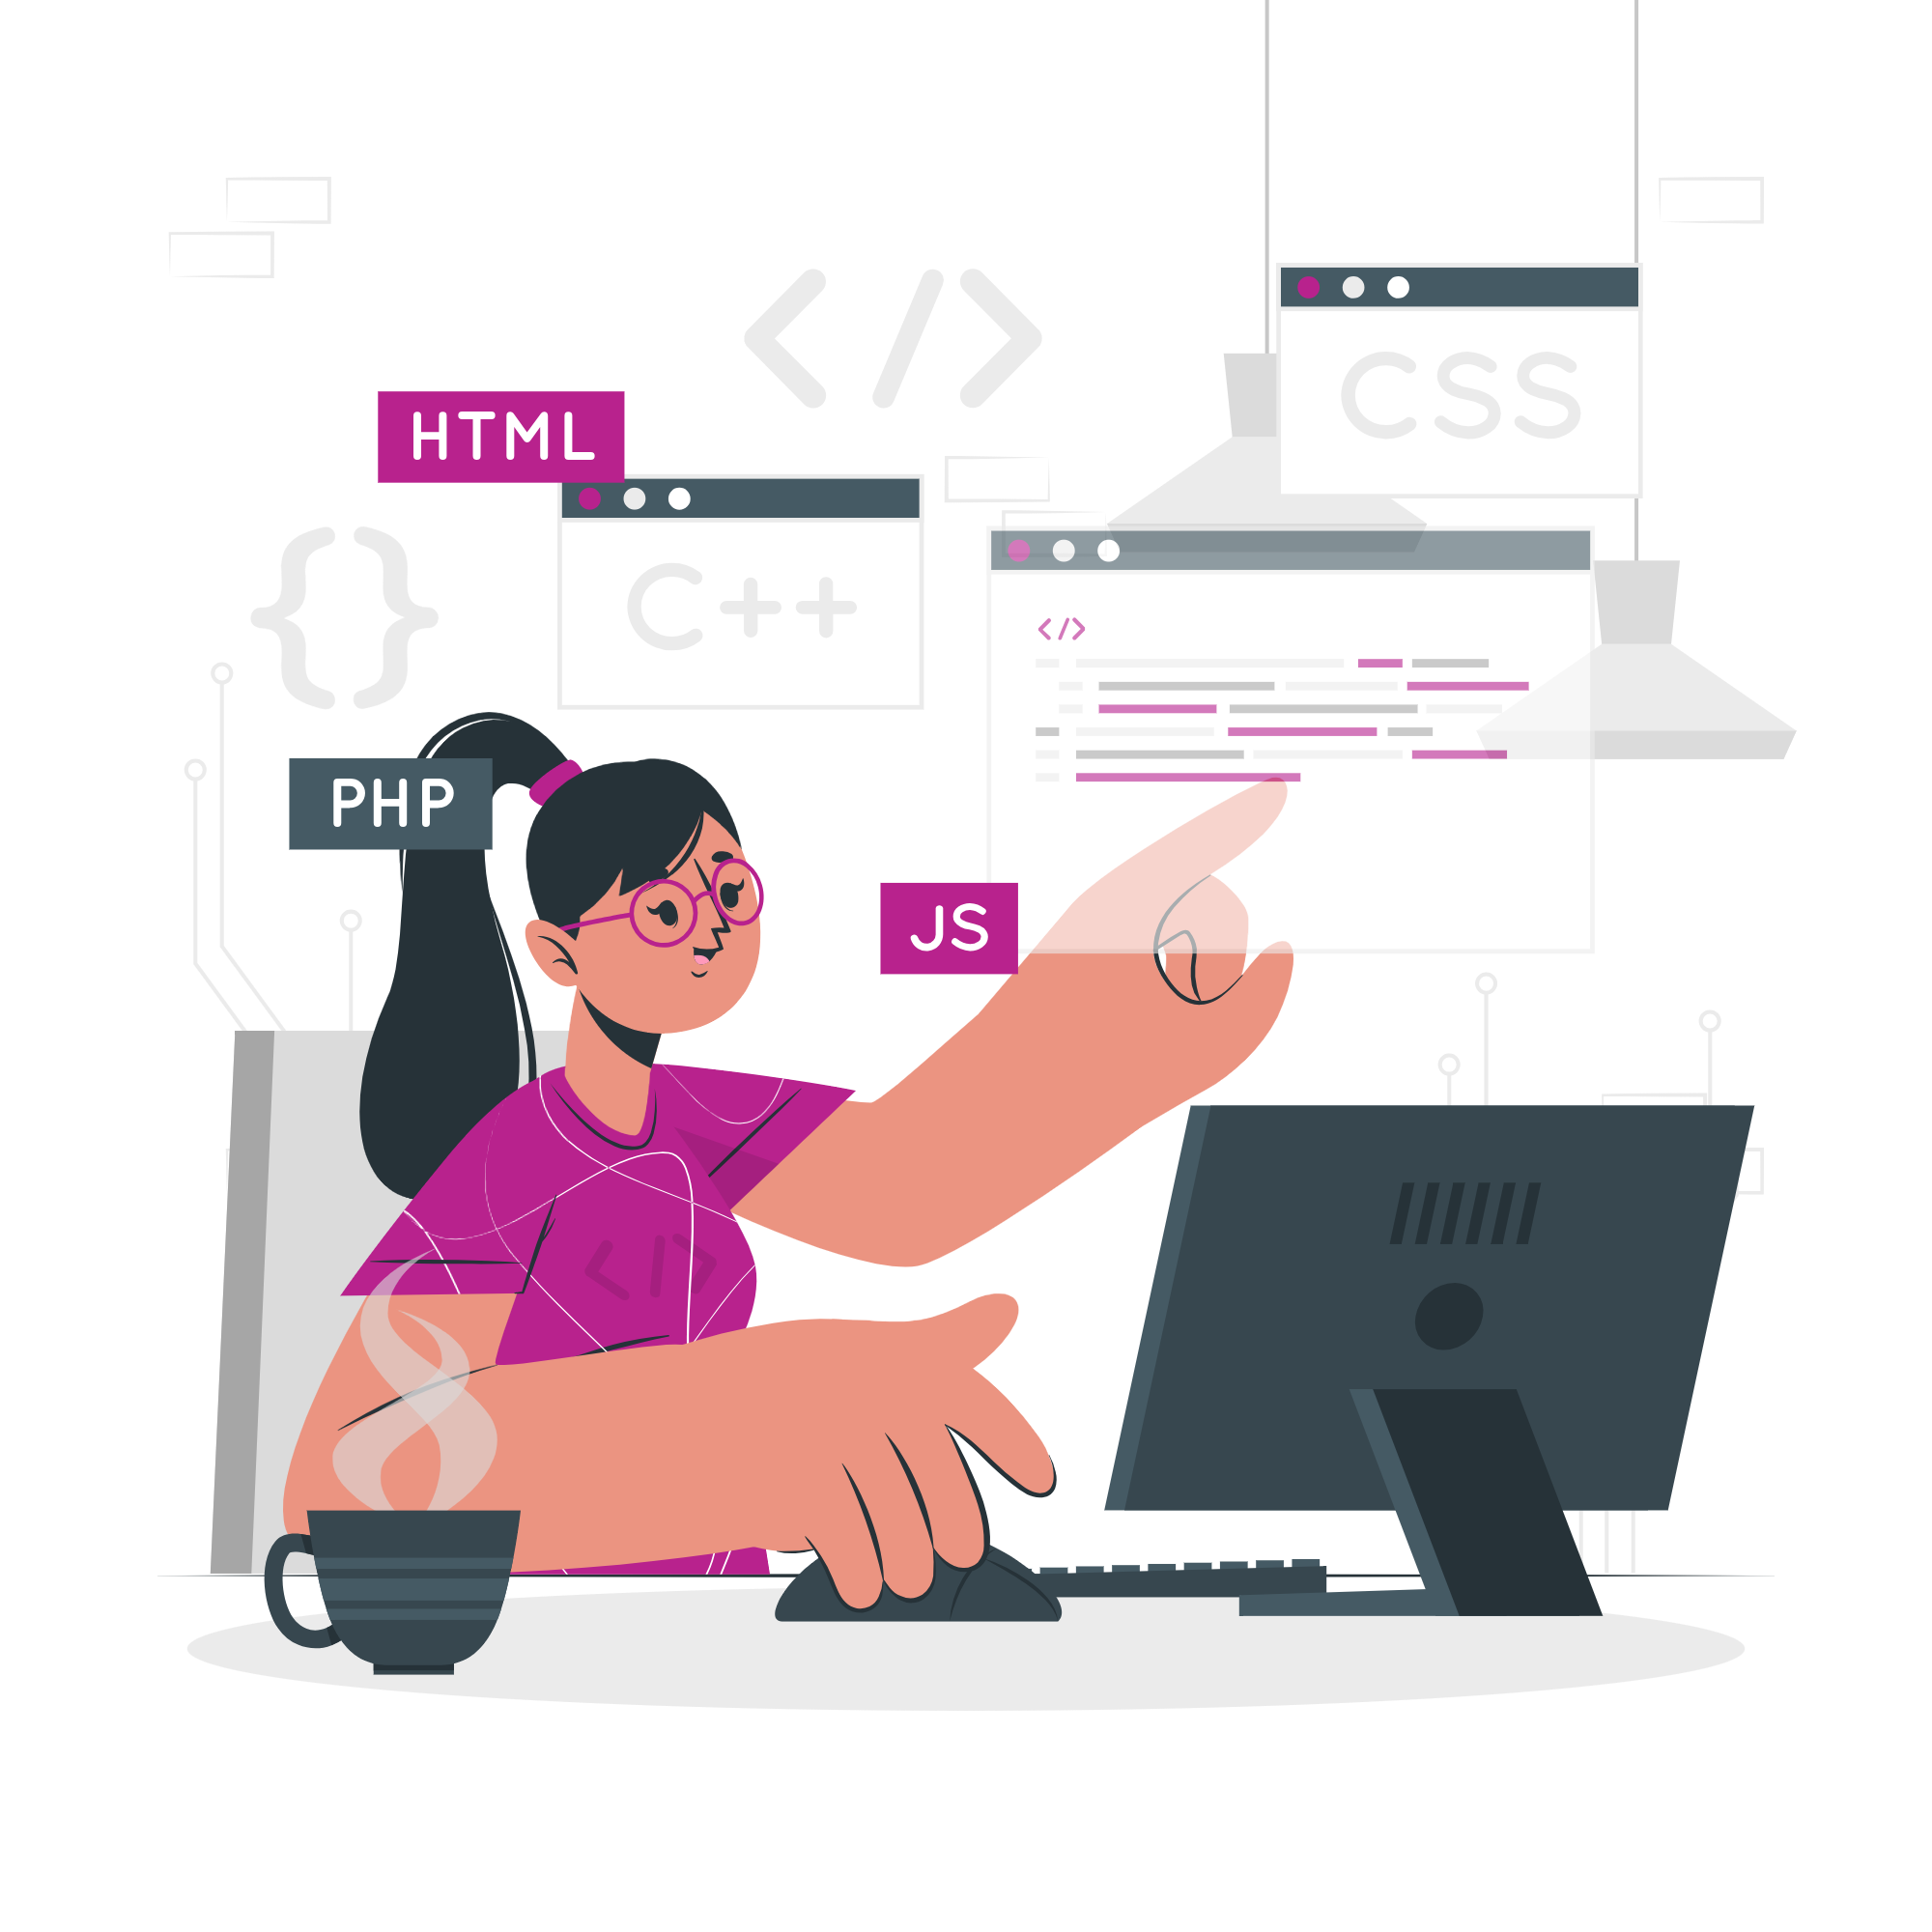 </>
CSS
HTML
C++
{}
</>
PHP
JS
</>